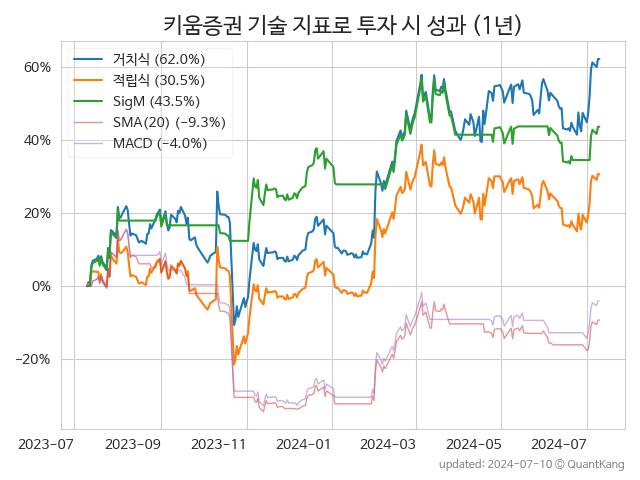 키움증권 기술 지표로 투자 시 성과 (1년)
거치식 (62.0%)
적립식 (30.5%)
SigM (43.5%)
SMA(20) (−9.3%)
MACD (−4.0%)
60%
40%
20%
0%
−20%
2023-07 2023-09 2023-11 2024-01 2024-03 2024-05 2024-07
updated: 2024-07-10 © QuantKang